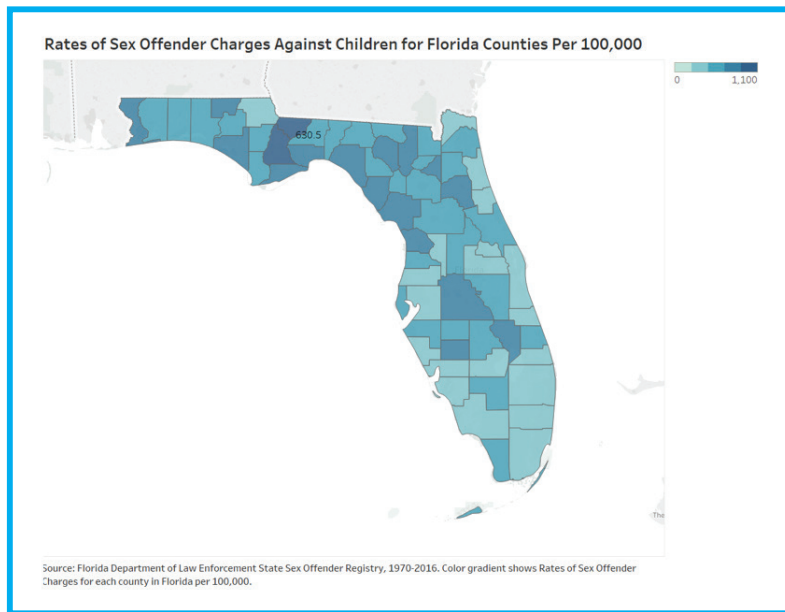 Rates of Sex Offender Charges Against Children for Florida Counties Per 100,000
0 1,100
630.5
The
Source: Florida Department of Law Enforcement State Sex Offender Registry, 1970-2016. Color gradient shows Rates of Sex Offender
Charges for each county in Florida per 100,000.